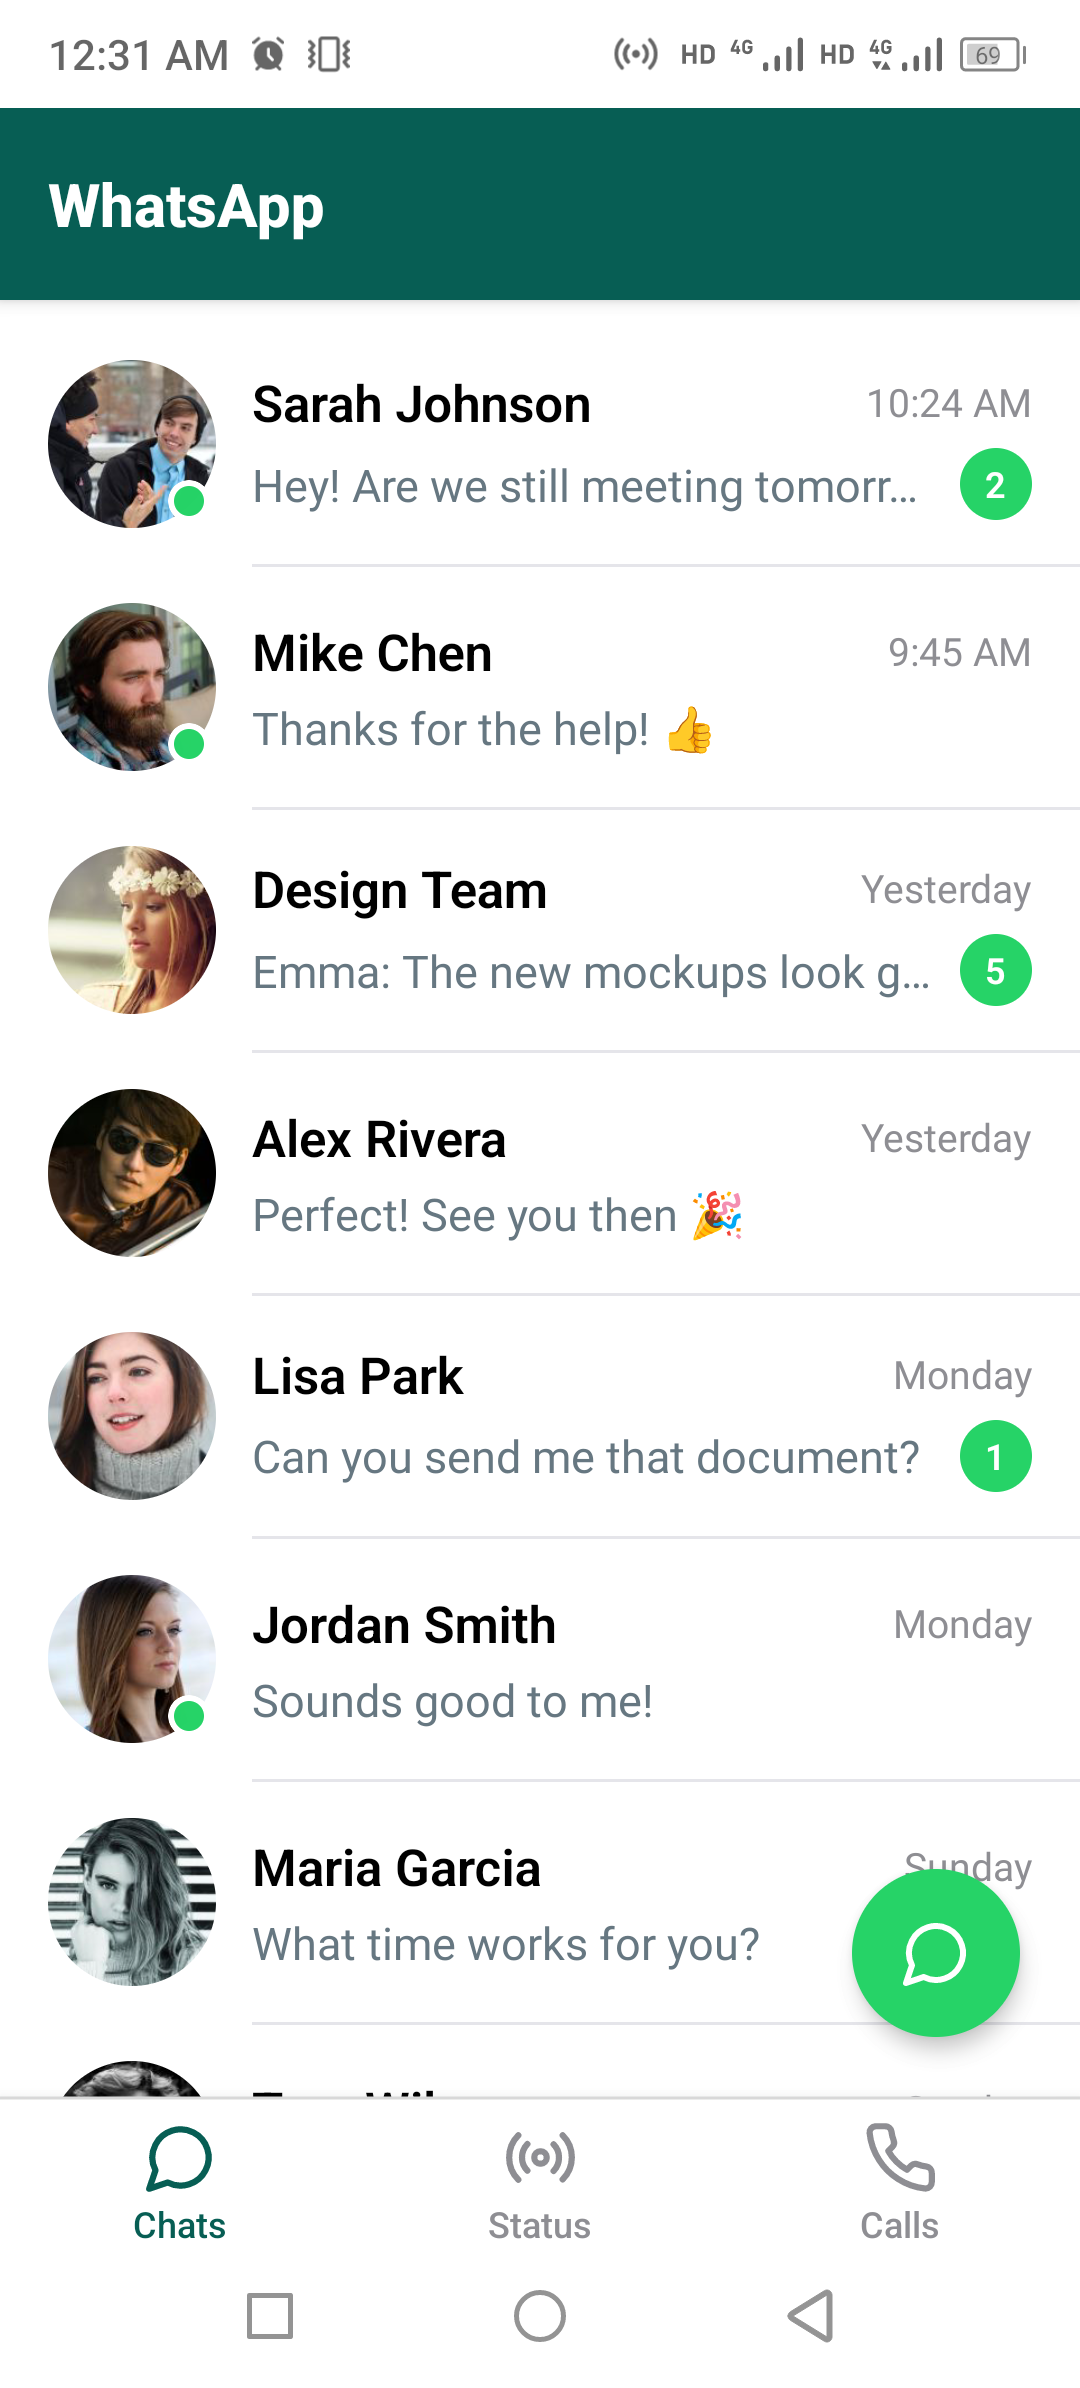 12:31 AM HD 4G HD 4G 69
WhatsApp
Sarah Johnson 10:24 AM
Hey! Are we still meeting tomorr... 2
Mike Chen 9:45 AM
Thanks for the help! 👍
Design Team Yesterday
Emma: The new mockups look g... 5
Alex Rivera Yesterday
Perfect! See you then 🎉
Lisa Park Monday
Can you send me that document? 1
Jordan Smith Monday
Sounds good to me!
Maria Garcia Sunday
What time works for you?
Chats Status Calls